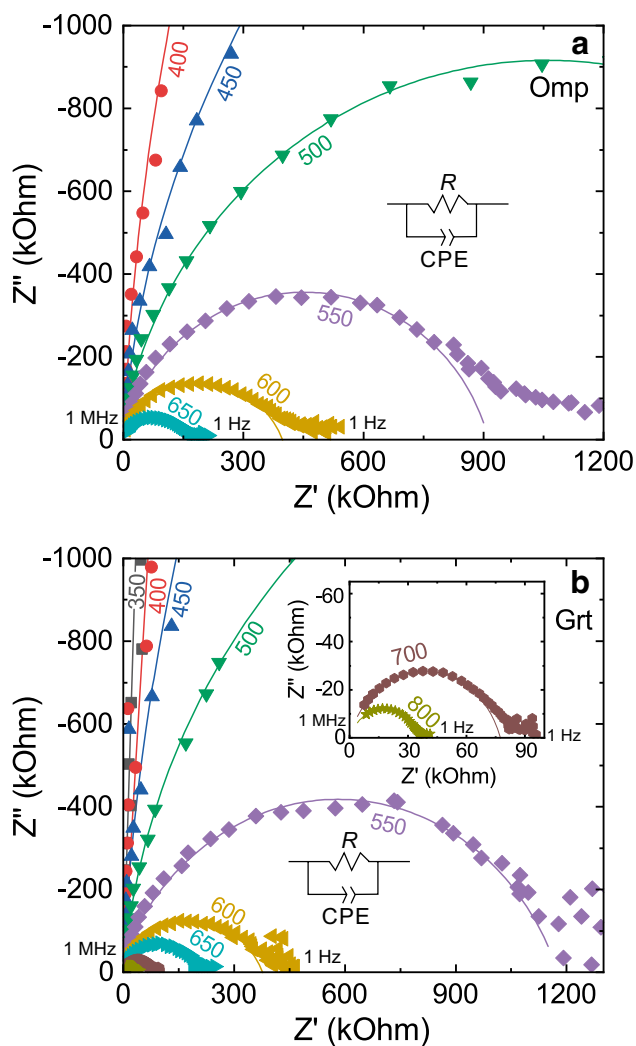 -1000
-800
-600
-400
-200
0
Z'' (kOhm)
a
Omp
400
450
500
R
CPE
550
600
650
1 MHz
1 Hz
1 Hz
0
300
600
900
1200
Z' (kOhm)
-1000
-800
-600
-400
-200
0
Z'' (kOhm)
b
Grt
350
400
450
500
-60
-40
-20
0
Z'' (kOhm)
700
800
1 MHz
1 Hz
1 Hz
0
30
60
90
Z' (kOhm)
550
R
CPE
600
650
1 MHz
1 Hz
0
300
600
900
1200
Z' (kOhm)